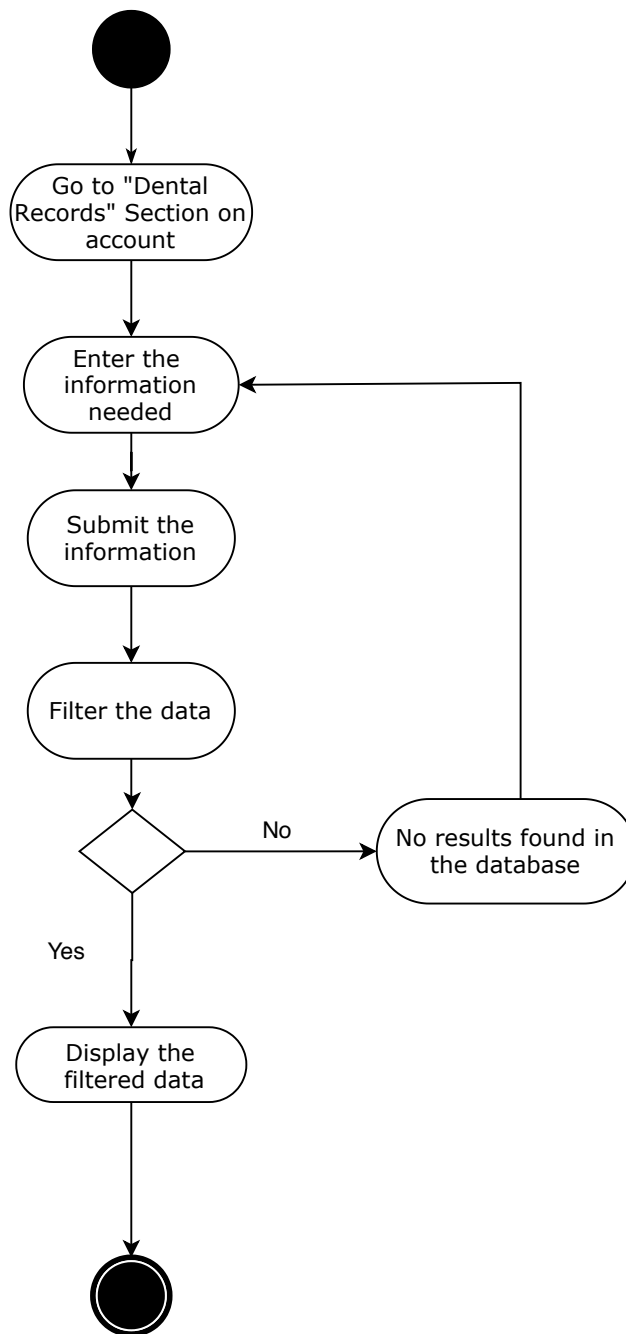 Go to "Dental
Records" Section on
account
Enter the
information
needed
Submit the
information
Filter the data
No
No results found in
the database
Yes
Display the
filtered data